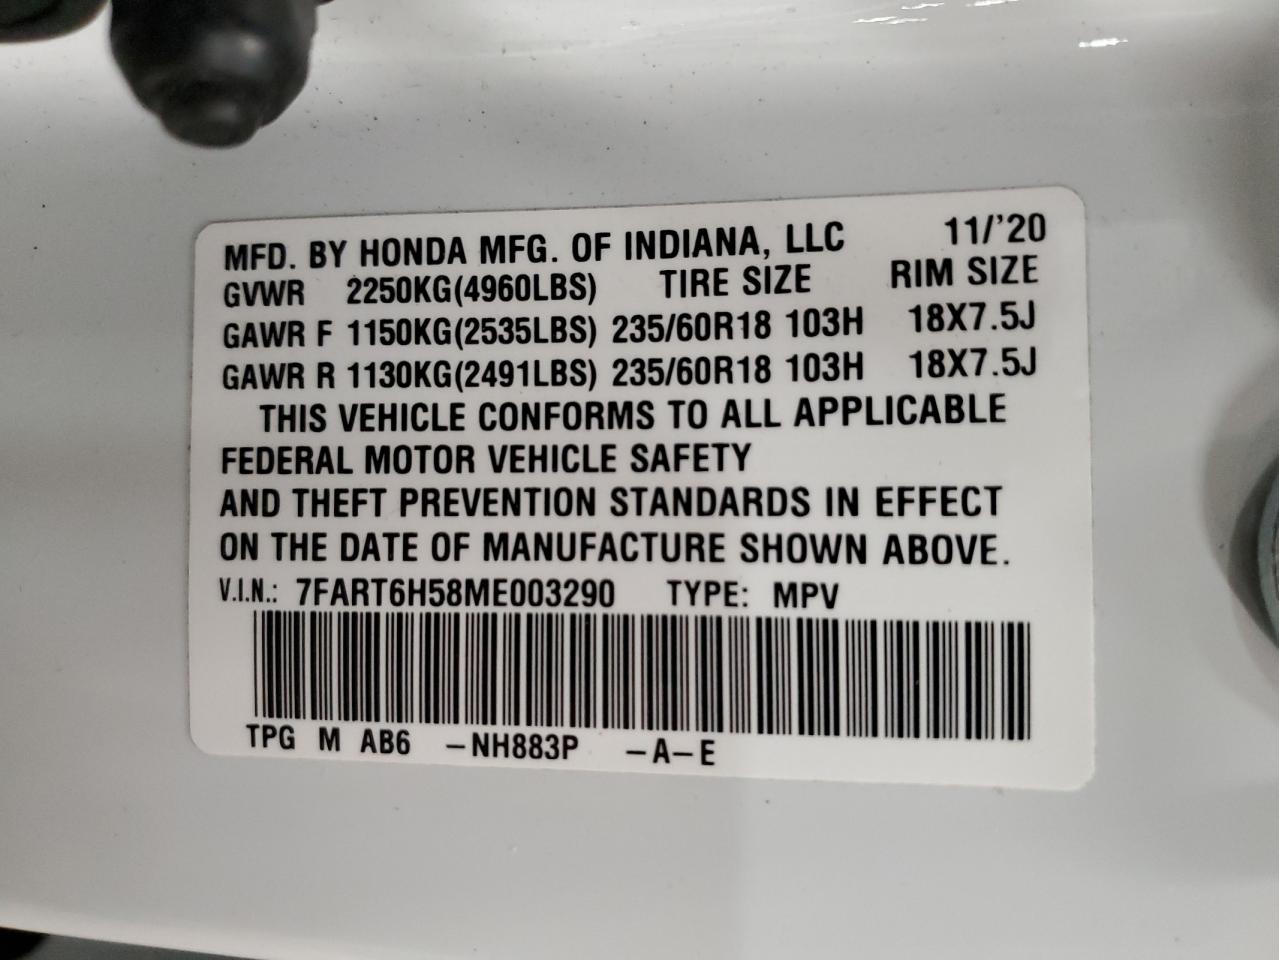 MFD. BY HONDA MFG. OF INDIANA, LLC 11/'20
GVWR 2250KG(4960LBS) TIRE SIZE RIM SIZE
GAWR F 1150KG(2535LBS) 235/60R18 103H 18X7.5J
GAWR R 1130KG(2491LBS) 235/60R18 103H 18X7.5J
THIS VEHICLE CONFORMS TO ALL APPLICABLE
FEDERAL MOTOR VEHICLE SAFETY
AND THEFT PREVENTION STANDARDS IN EFFECT
ON THE DATE OF MANUFACTURE SHOWN ABOVE.
V.I.N.: 7FART6H58ME003290 TYPE: MPV
TPG M AB6 –NH883P –A–E